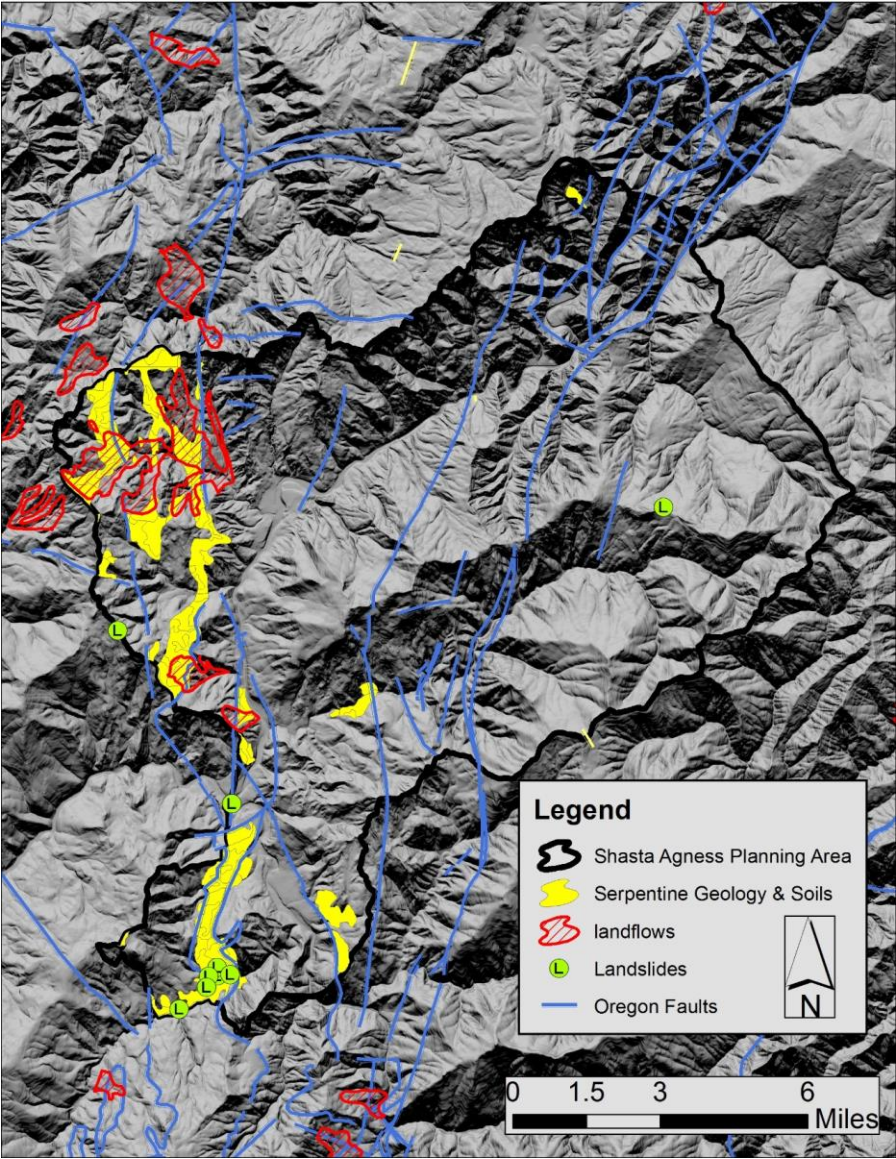 L
L
L
L
L
L
L
L
Legend
Shasta Agness Planning Area
Serpentine Geology & Soils
landflows
L Landslides
Oregon Faults
N
0 1.5 3 6
Miles